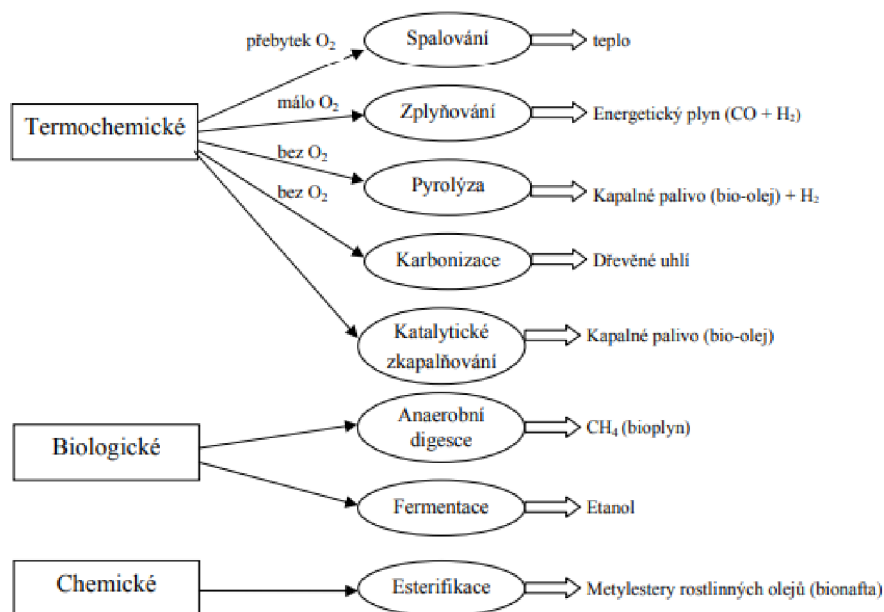 přebytek O₂
Spalování
teplo
málo O₂
Zplyňování
Energetický plyn (CO + H₂)
Termochemické
bez O₂
Pyrolýza
Kapalné palivo (bio-olej) + H₂
bez O₂
Karbonizace
Dřevěné uhlí
Katalytické
zkapalňování
Kapalné palivo (bio-olej)
Biologické
Anaerobní
digesce
CH₄ (bioplyn)
Fermentace
Etanol
Chemické
Esterifikace
Metylestery rostlinných olejů (bionafta)